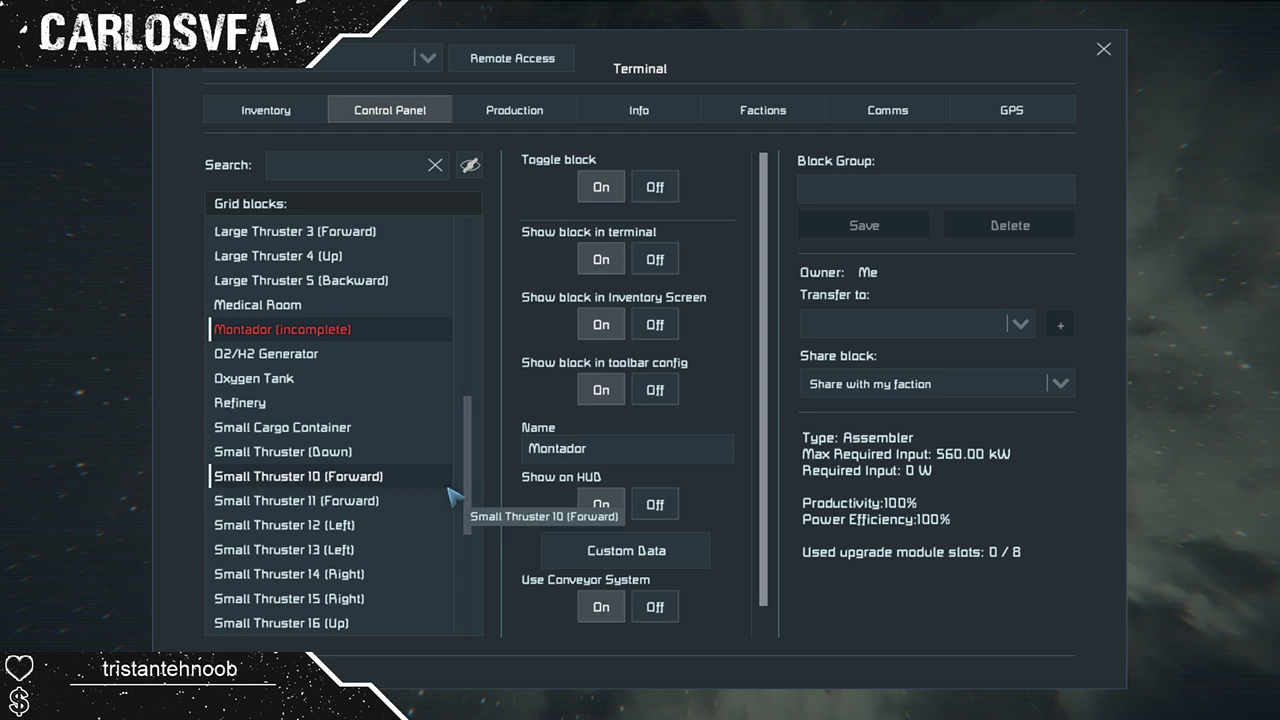 CARLOSVFA
Remote Access
Terminal
Inventory
Control Panel
Production
Info
Factions
Comms
GPS
Search:
Grid blocks:
Large Thruster 3 (Forward)
Large Thruster 4 (Up)
Large Thruster 5 (Backward)
Medical Room
Montador (incomplete)
O2/H2 Generator
Oxygen Tank
Refinery
Small Cargo Container
Small Thruster (Down)
Small Thruster 10 (Forward)
Small Thruster 11 (Forward)
Small Thruster 12 (Left)
Small Thruster 13 (Left)
Small Thruster 14 (Right)
Small Thruster 15 (Right)
Small Thruster 16 (Up)
Toggle block
On Off
Show block in terminal
On Off
Show block in Inventory Screen
On Off
Show block in toolbar config
On Off
Name
Montador
Show on HUD
On Off
Small Thruster 10 (Forward)
Custom Data
Use Conveyor System
On Off
Block Group:
Save Delete
Owner: Me
Transfer to:
+
Share block:
Share with my faction
Type: Assembler
Max Required Input: 560.00 kW
Required Input: 0 W
Productivity:100%
Power Efficiency:100%
Used upgrade module slots: 0 / 8
tristantehnoob
$